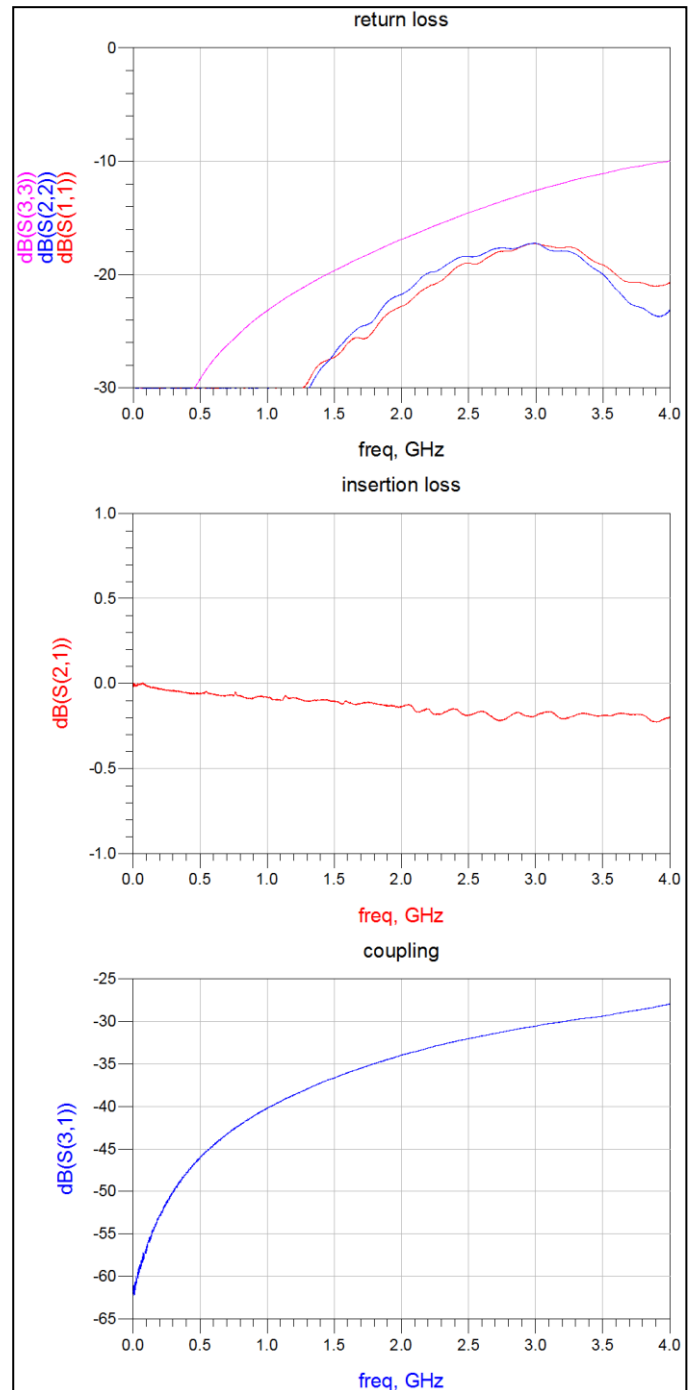 return loss
dB(S(3,3))
dB(S(2,2))
dB(S(1,1))
0
-10
-20
-30
0.0 0.5 1.0 1.5 2.0 2.5 3.0 3.5 4.0
freq, GHz
insertion loss
dB(S(2,1))
1.0
0.5
0.0
-0.5
-1.0
0.0 0.5 1.0 1.5 2.0 2.5 3.0 3.5 4.0
freq, GHz
coupling
dB(S(3,1))
-25
-30
-35
-40
-45
-50
-55
-60
-65
0.0 0.5 1.0 1.5 2.0 2.5 3.0 3.5 4.0
freq, GHz